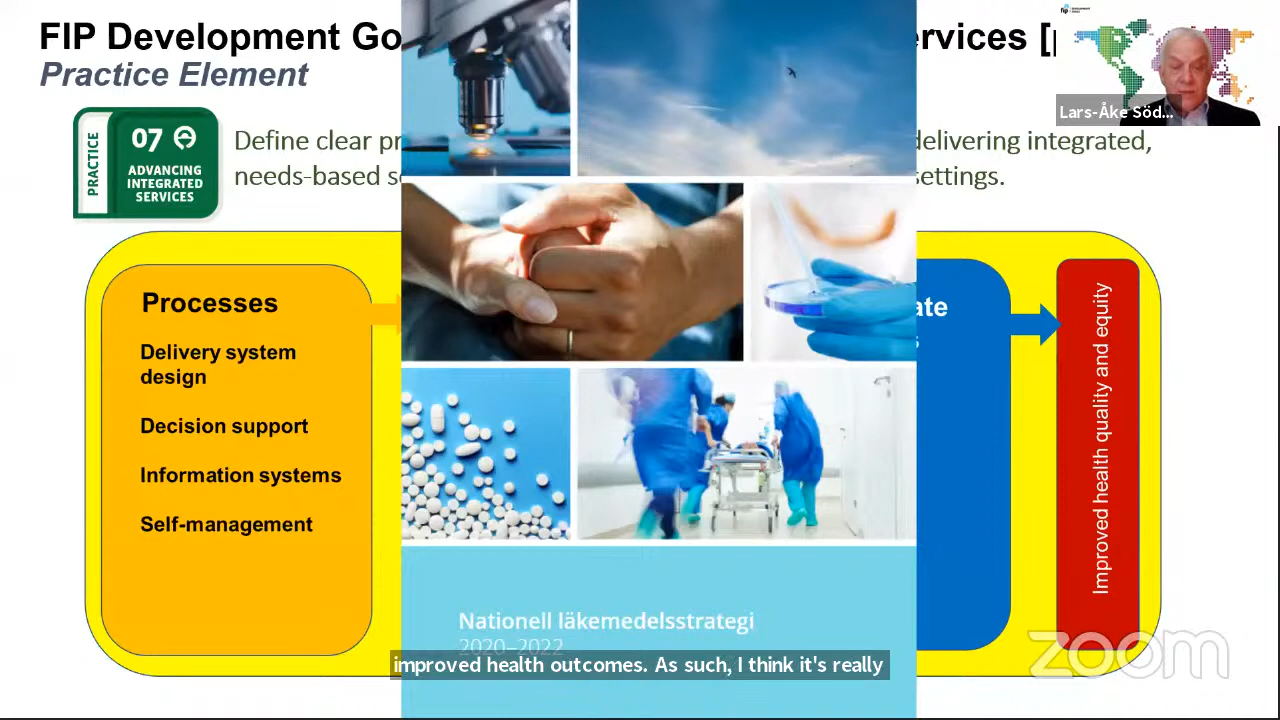 FIP Development Go
ervices [p
Practice Element
fip
Lars-Åke Söd...
PRACTICE
07
ADVANCING
INTEGRATED
SERVICES
Define clear pr
delivering integrated,
needs-based s
settings.
Processes
Delivery system
design
Decision support
Information systems
Self-management
ate
s
Improved health quality and equity
Nationell läkemedelsstrategi
2020–2022
improved health outcomes. As such, I think it's really
zoom